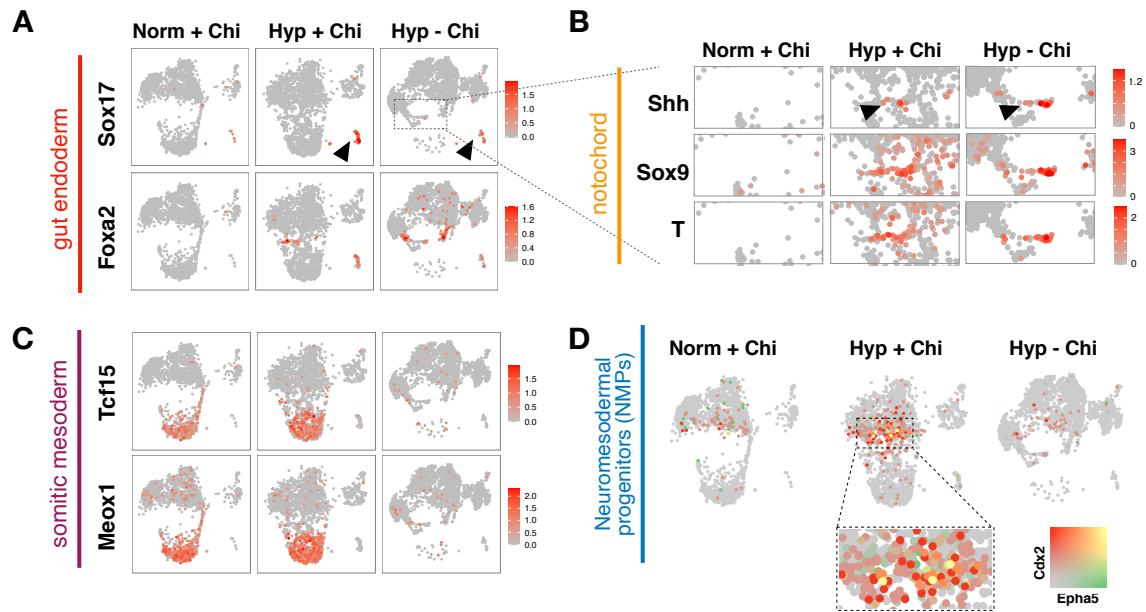 A
Norm + Chi Hyp + Chi Hyp - Chi
gut endoderm
Sox17
1.5
1.0
0.5
0.0
Foxa2
1.6
1.2
0.8
0.4
0.0
B
Norm + Chi Hyp + Chi Hyp - Chi
notochord
Shh
1.2
0
Sox9
3
0
T
2
0
C
somitic mesoderm
Tcf15
1.5
1.0
0.5
0.0
Meox1
2.0
1.5
1.0
0.5
0.0
D
Norm + Chi Hyp + Chi Hyp - Chi
Neuromesodermal
progenitors (NMPs)
Cdx2
Epha5